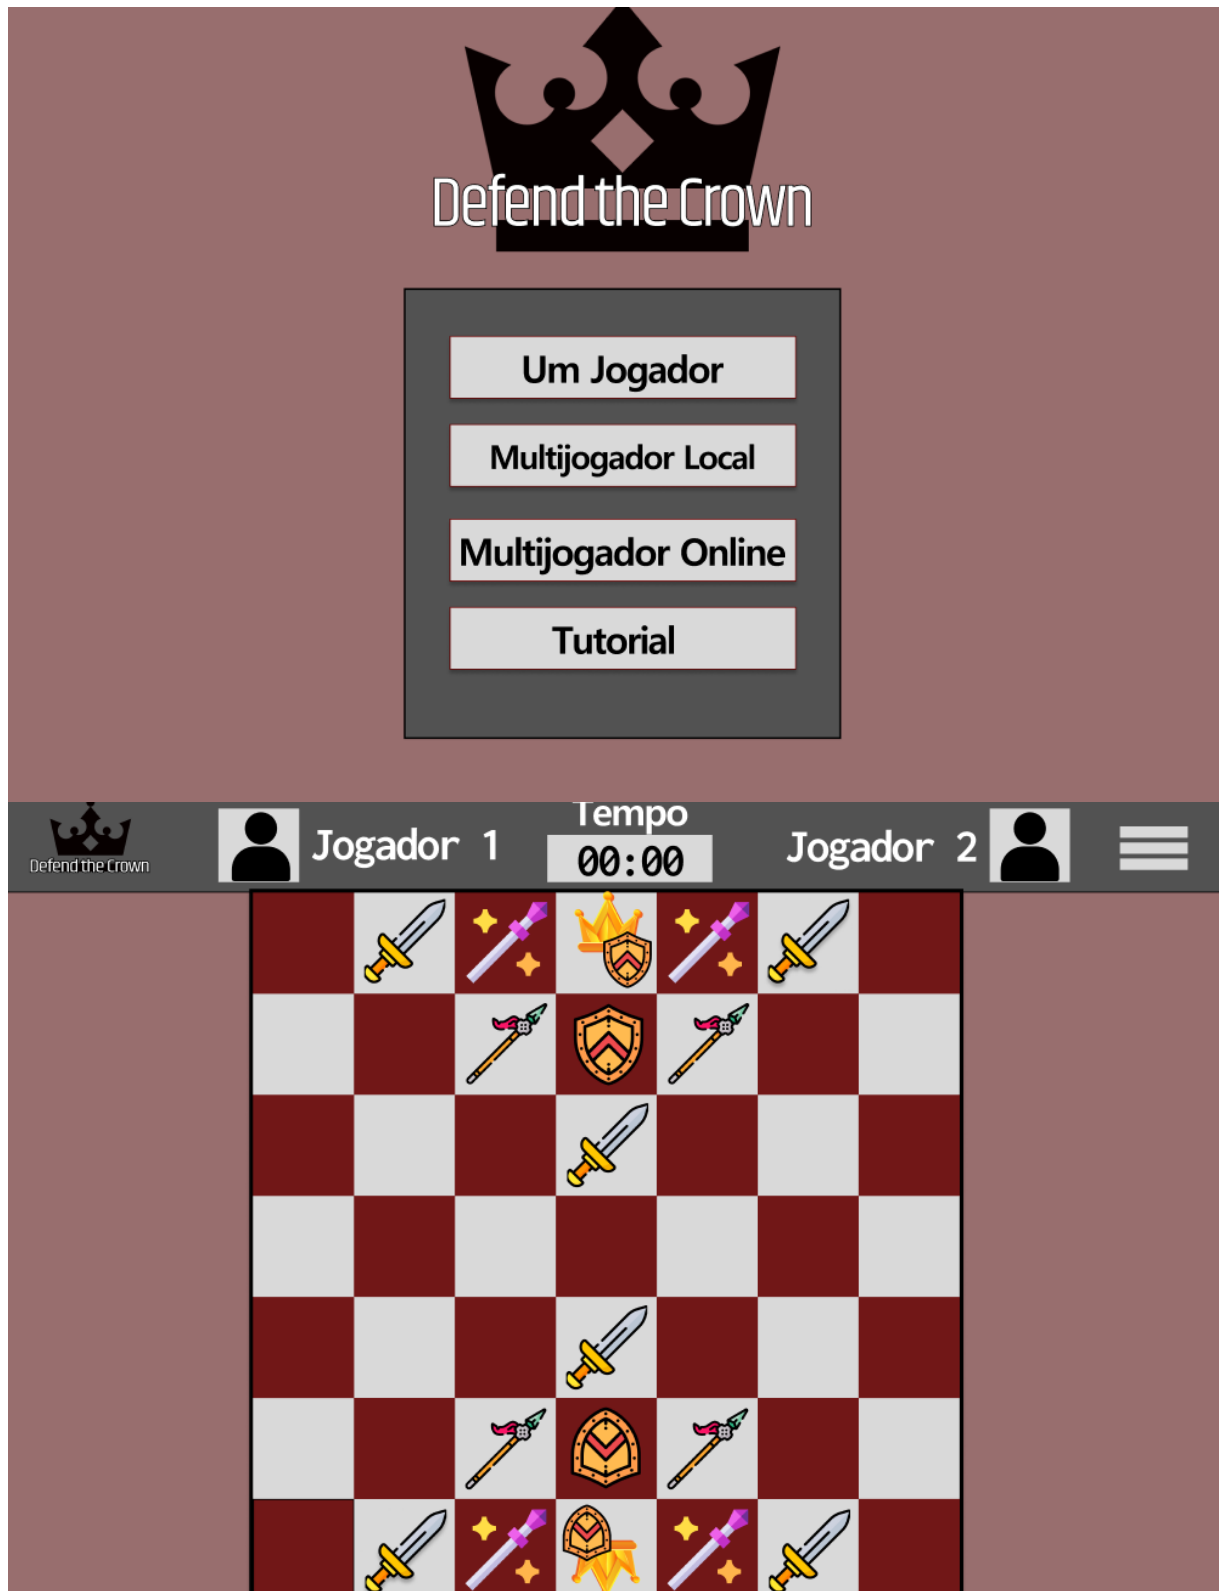 Defend the Crown
Um Jogador
Multijogador Local
Multijogador Online
Tutorial
Defend the Crown
Jogador 1
Tempo
00:00
Jogador 2